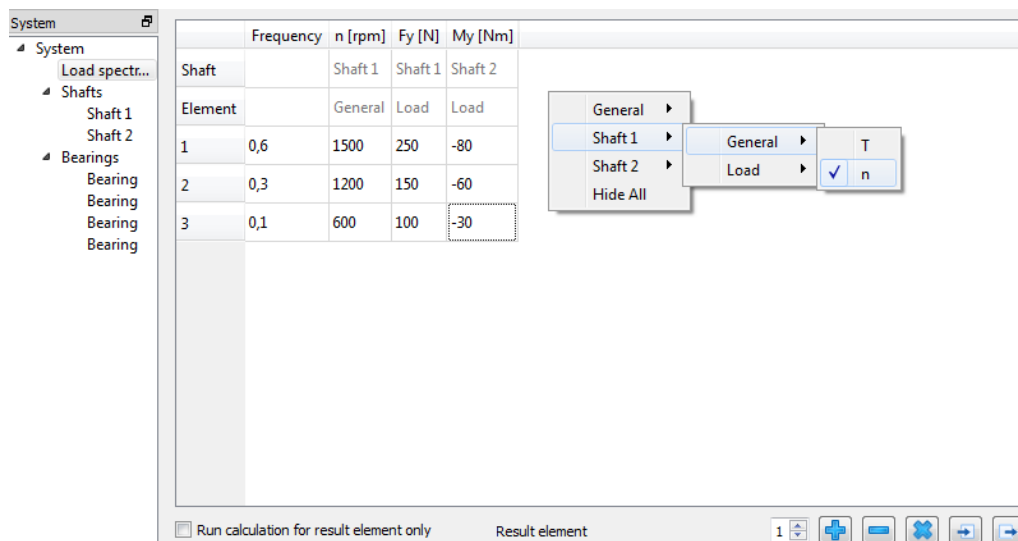 System
System
Load spectr...
Shafts
Shaft 1
Shaft 2
Bearings
Bearing
Bearing
Bearing
Bearing
Frequency n [rpm] Fy [N] My [Nm]
Shaft Shaft 1 Shaft 1 Shaft 2
Element General Load Load
1 0,6 1500 250 -80
2 0,3 1200 150 -60
3 0,1 600 100 -30
General
Shaft 1
Shaft 2
Hide All
General
Load
T
n
Run calculation for result element only Result element 1